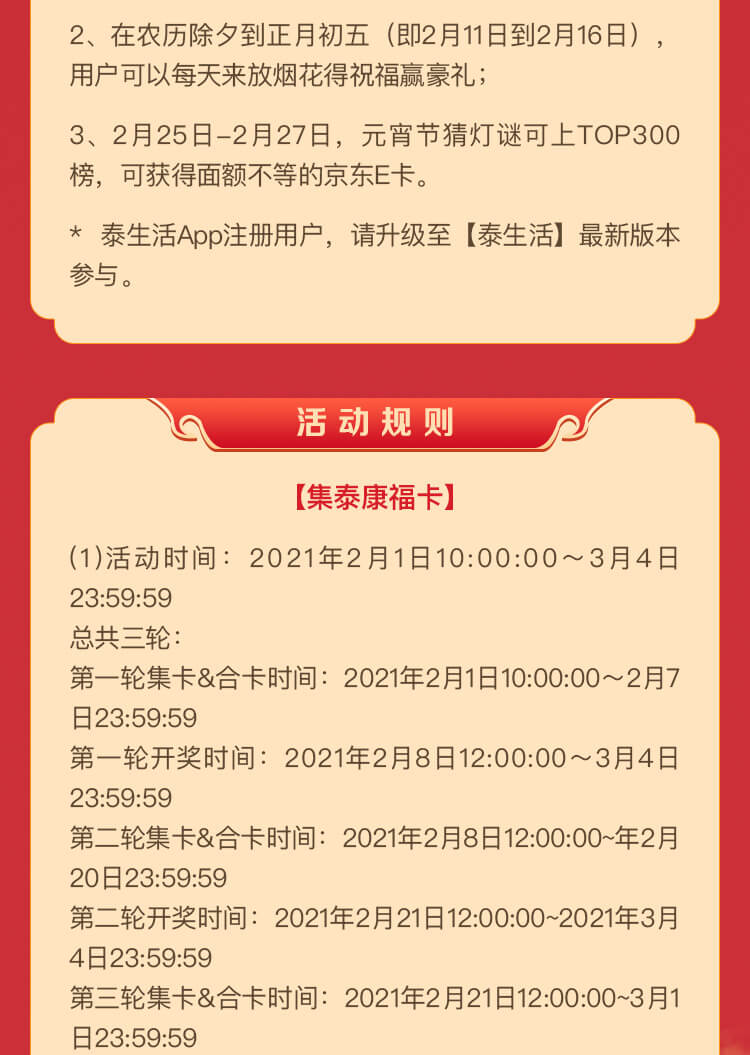 2、在农历除夕到正月初五（即2月11日到2月16日），
用户可以每天来放烟花得祝福赢豪礼；
3、2月25日-2月27日，元宵节猜灯谜可上TOP300
榜，可获得面额不等的京东E卡。
* 泰生活App注册用户，请升级至【泰生活】最新版本
参与。
活动规则
【集泰康福卡】
(1)活动时间：2021年2月1日10:00:00～3月4日
23:59:59
总共三轮：
第一轮集卡&合卡时间：2021年2月1日10:00:00～2月7
日23:59:59
第一轮开奖时间：2021年2月8日12:00:00～3月4日
23:59:59
第二轮集卡&合卡时间：2021年2月8日12:00:00~年2月
20日23:59:59
第二轮开奖时间：2021年2月21日12:00:00~2021年3月
4日23:59:59
第三轮集卡&合卡时间：2021年2月21日12:00:00~3月1
日23:59:59